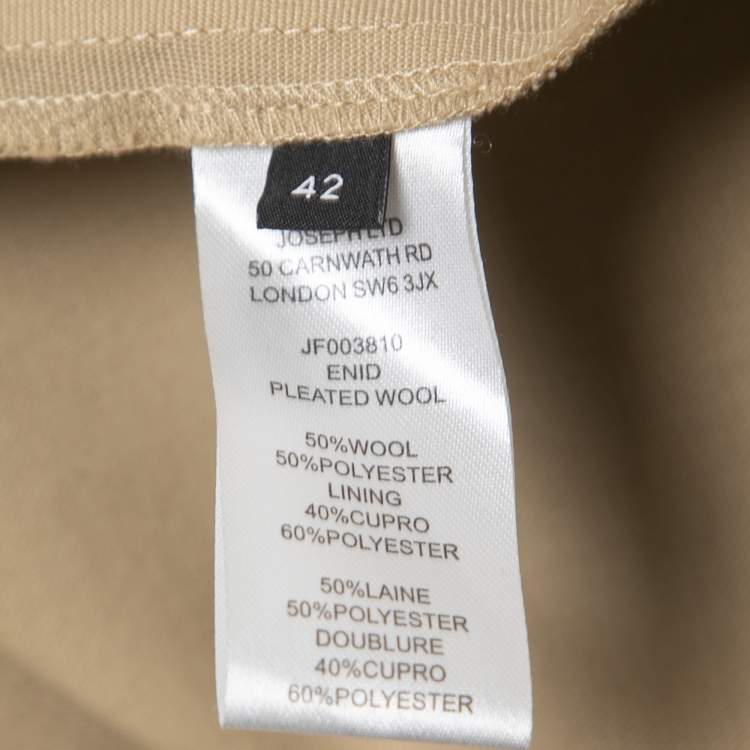 42
JOSEPH LTD
50 CARNWATH RD
LONDON SW6 3JX
JF003810
ENID
PLEATED WOOL
50%WOOL
50%POLYESTER
LINING
40%CUPRO
60%POLYESTER
50%LAINE
50%POLYESTER
DOUBLURE
40%CUPRO
60%POLYESTER